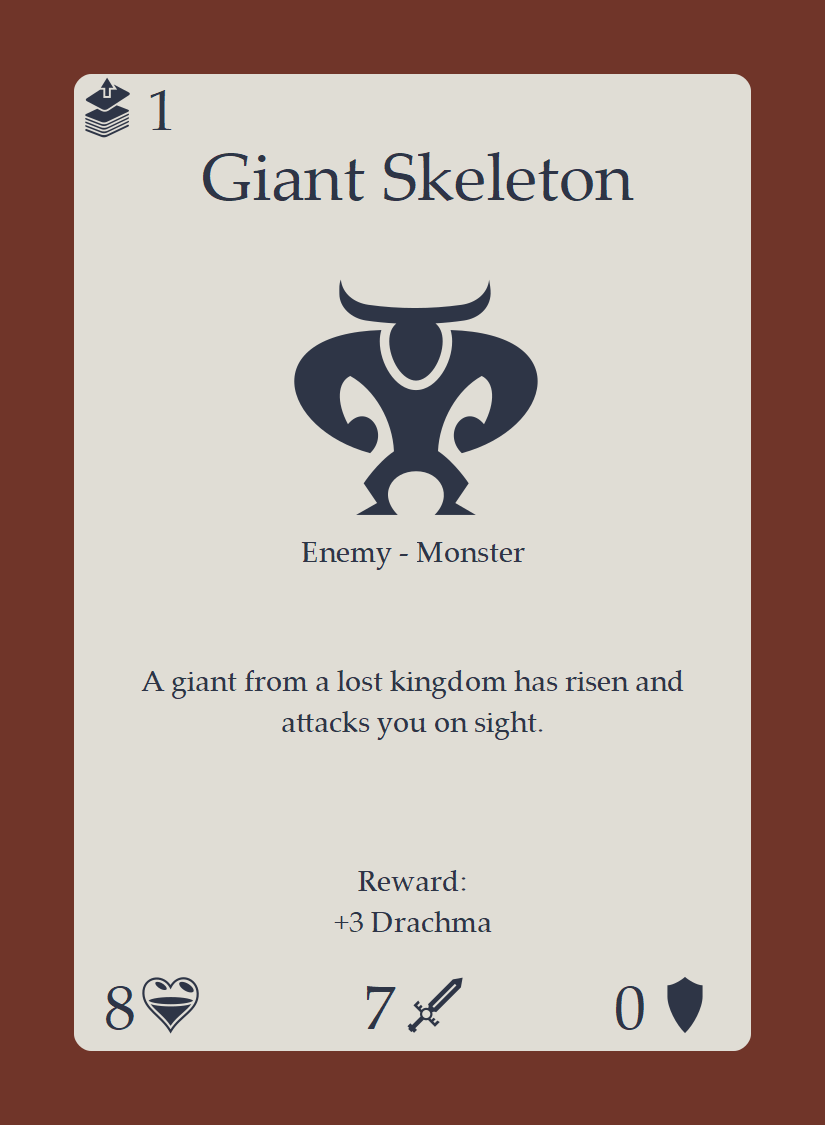 1
Giant Skeleton
Enemy - Monster
A giant from a lost kingdom has risen and
attacks you on sight.
Reward:
+3 Drachma
8 7 0